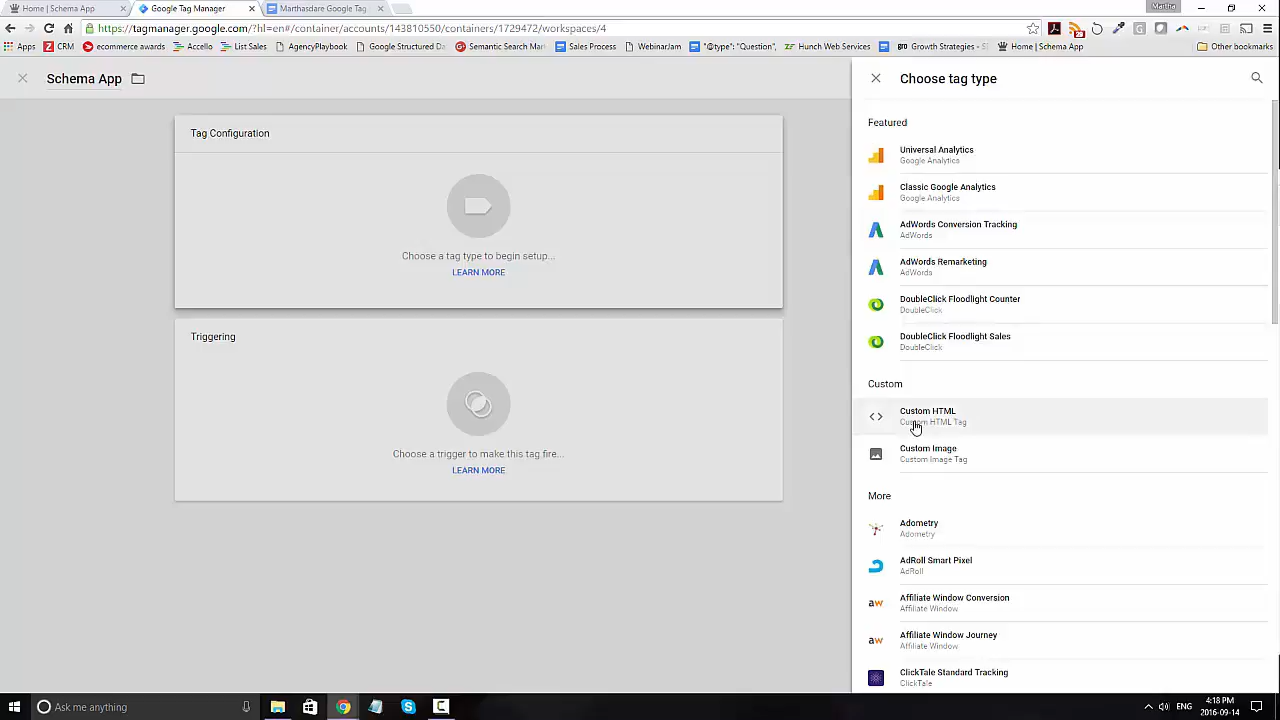 Home | Schema App
Google Tag Manager
Marthasdare Google Tag
Martha
https://tagmanager.google.com/?hl=en#/container/accounts/143810550/containers/1729472/workspaces/4
Apps
CRM
ecommerce awards
Accello
List Sales
AgencyPlaybook
Google Structured Da
Semantic Search Mar
Sales Process
WebinarJam
"@type": "Question",
Hunch Web Services
Growth Strategies - S
Home | Schema App
Other bookmarks
Schema App
Choose tag type
Tag Configuration
Choose a tag type to begin setup...
LEARN MORE
Triggering
Choose a trigger to make this tag fire...
LEARN MORE
Featured
Universal Analytics
Google Analytics
Classic Google Analytics
Google Analytics
AdWords Conversion Tracking
AdWords
AdWords Remarketing
AdWords
DoubleClick Floodlight Counter
DoubleClick
DoubleClick Floodlight Sales
DoubleClick
Custom
Custom HTML
Custom HTML Tag
Custom Image
Custom Image Tag
More
Adometry
Adometry
AdRoll Smart Pixel
AdRoll
aw
Affiliate Window Conversion
Affiliate Window
aw
Affiliate Window Journey
Affiliate Window
ClickTale Standard Tracking
ClickTale
Ask me anything
ENG
4:18 PM
2016-09-14